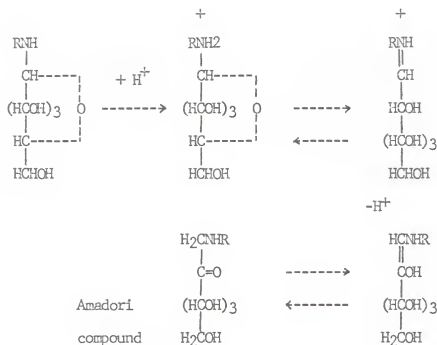 + +
RNH RNH2 RNH
CH + H+ CH CH
(HCOH)3 O (HCOH)3 O HCOH
HC HC (HCOH)3
HCHOH HCHOH HCHOH
-H+
H2CNHR HCNHR
C=O COH
Amadori (HCOH)3 (HCOH)3
compound H2COH H2COH